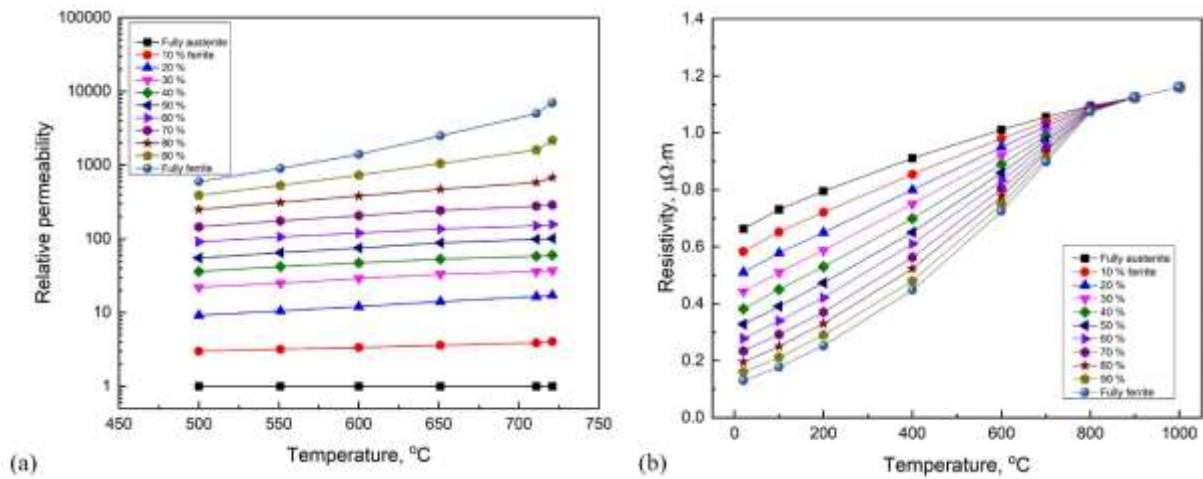 100000
10000
1000
100
10
1
Relative permeability
Fully austenite
10 % ferrite
20 %
30 %
40 %
50 %
60 %
70 %
80 %
90 %
Fully ferrite
450 500 550 600 650 700 750
Temperature, °C
(a)
1.4
1.2
1.0
0.8
0.6
0.4
0.2
0.0
Resistivity, μΩ·m
Fully austenite
10 % ferrite
20 %
30 %
40 %
50 %
60 %
70 %
80 %
90 %
Fully ferrite
0 200 400 600 800 1000
Temperature, °C
(b)